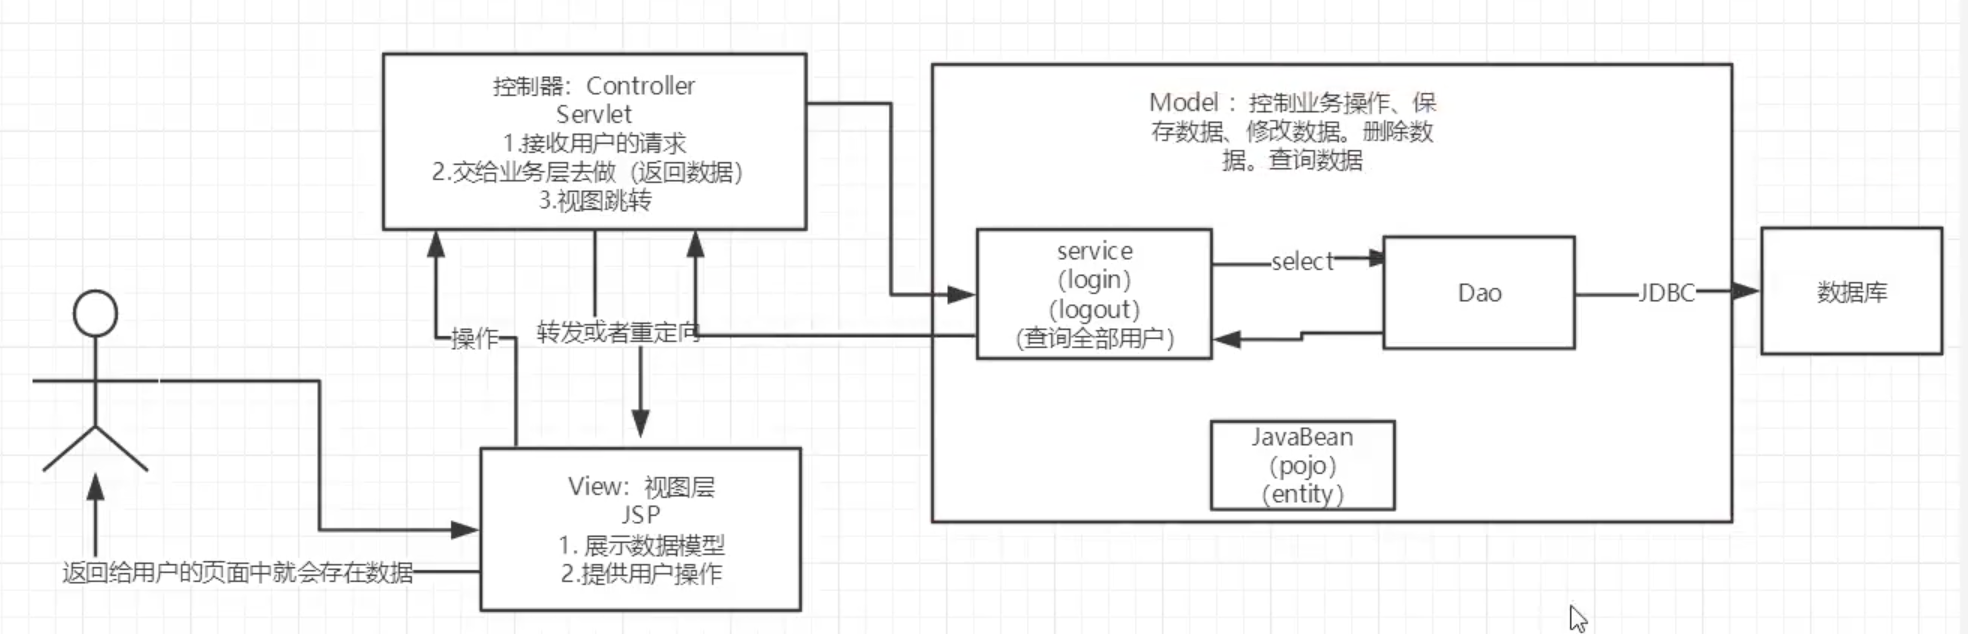 控制器：Controller
Servlet
1.接收用户的请求
2.交给业务层去做（返回数据）
3.视图跳转
Model ：控制业务操作、保
存数据、修改数据。删除数
据。查询数据
service
（login）
（logout）
（查询全部用户）
select
Dao
JDBC
数据库
操作
转发或者重定向
JavaBean
（pojo）
（entity）
View：视图层
JSP
1. 展示数据模型
2.提供用户操作
返回给用户的页面中就会存在数据